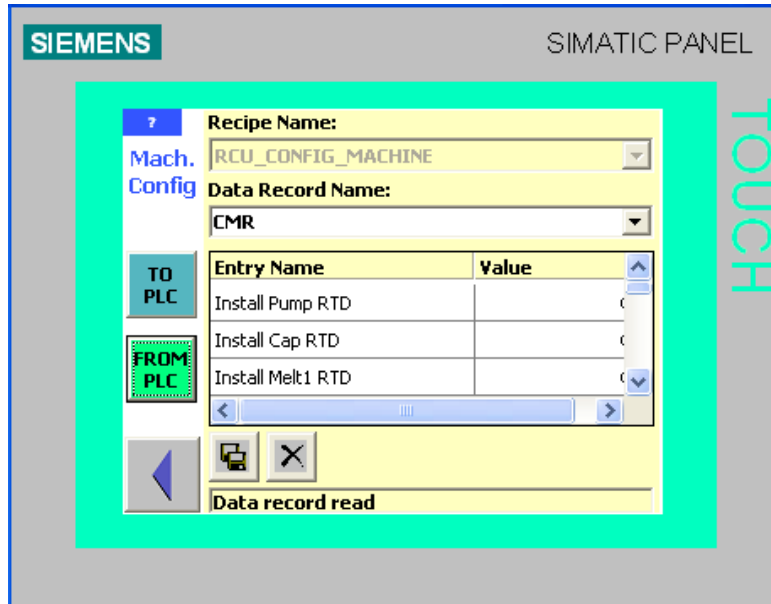 SIEMENS
SIMATIC PANEL
TOUCH
?
Mach.
Config
Recipe Name:
RCU_CONFIG_MACHINE
Data Record Name:
CMR
TO
PLC
FROM
PLC
Entry Name Value
Install Pump RTD
Install Cap RTD
Install Melt1 RTD
Data record read